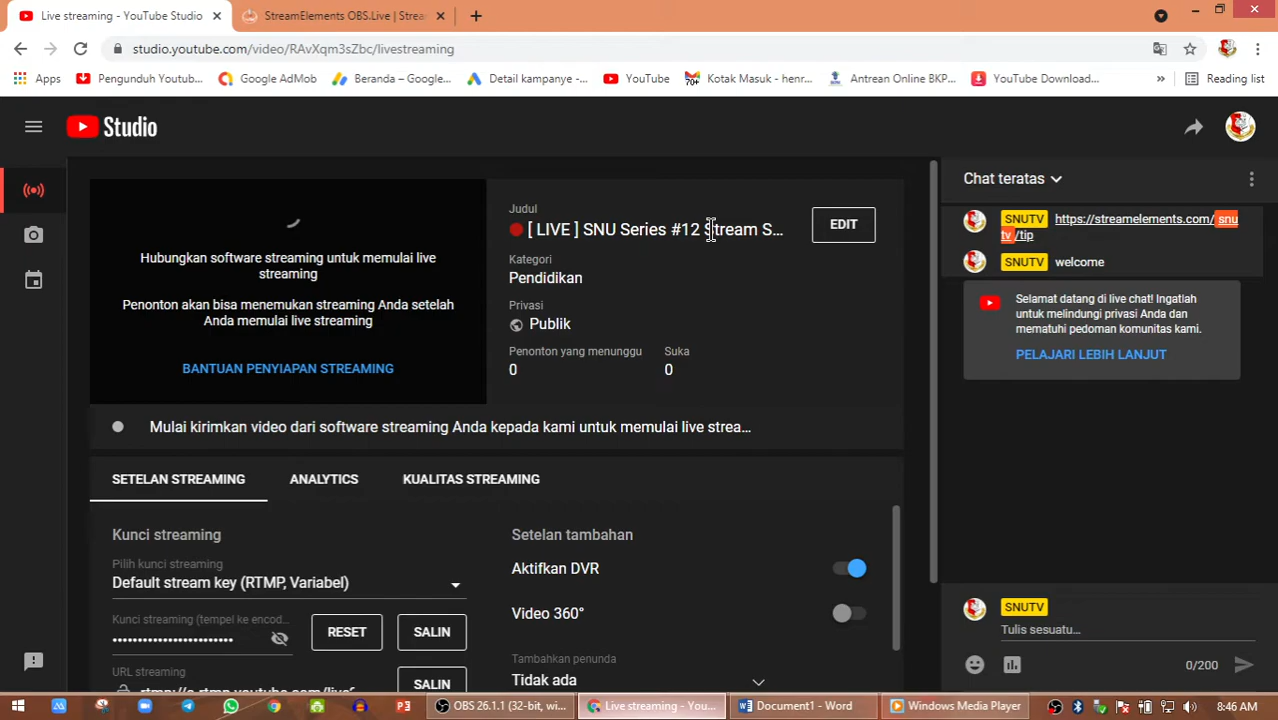 Live streaming - YouTube Studio
StreamElements OBS.Live | Strea
studio.youtube.com/video/RAvXqm3sZbc/livestreaming
Apps
Pengunduh Youtub...
Google AdMob
Beranda – Google...
Detail kampanye -...
YouTube
70+
Kotak Masuk - henr...
Antrean Online BKP...
YouTube Download...
»
Reading list
Studio
Hubungkan software streaming untuk memulai live
streaming
Penonton akan bisa menemukan streaming Anda setelah
Anda memulai live streaming
BANTUAN PENYIAPAN STREAMING
Judul
[ LIVE ] SNU Series #12 Stream S...
EDIT
Kategori
Pendidikan
Privasi
Publik
Penonton yang menunggu
Suka
0
0
Mulai kirimkan video dari software streaming Anda kepada kami untuk memulai live strea...
SETELAN STREAMING
ANALYTICS
KUALITAS STREAMING
Kunci streaming
Pilih kunci streaming
Default stream key (RTMP, Variabel)
Kunci streaming (tempel ke encod...
••••••••••••••••••••••••
RESET
SALIN
URL streaming
rtmp://a.rtmp.youtube.com/live2
SALIN
Setelan tambahan
Aktifkan DVR
Video 360°
Tambahkan penunda
Tidak ada
Chat teratas
SNUTV https://streamelements.com/snu
tv/tip
SNUTV welcome
Selamat datang di live chat! Ingatlah
untuk melindungi privasi Anda dan
mematuhi pedoman komunitas kami.
PELAJARI LEBIH LANJUT
SNUTV
Tulis sesuatu...
0/200
OBS 26.1.1 (32-bit, wi...
Live streaming - You...
Document1 - Word
Windows Media Player
8:46 AM